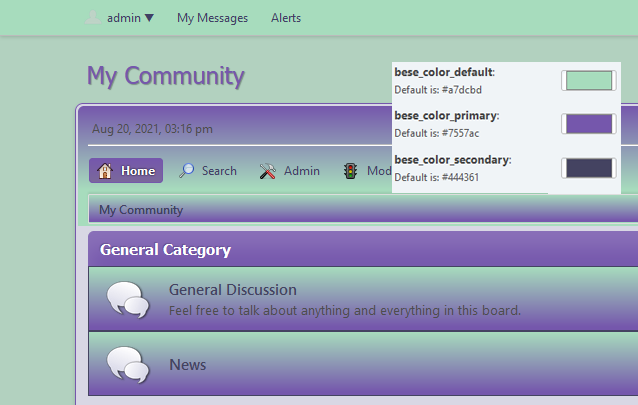 admin ▼ My Messages Alerts
My Community
bese_color_default:
Default is: #a7dcbd
bese_color_primary:
Default is: #7557ac
bese_color_secondary:
Default is: #444361
Aug 20, 2021, 03:16 pm
Home Search Admin Mod
My Community
General Category
General Discussion
Feel free to talk about anything and everything in this board.
News